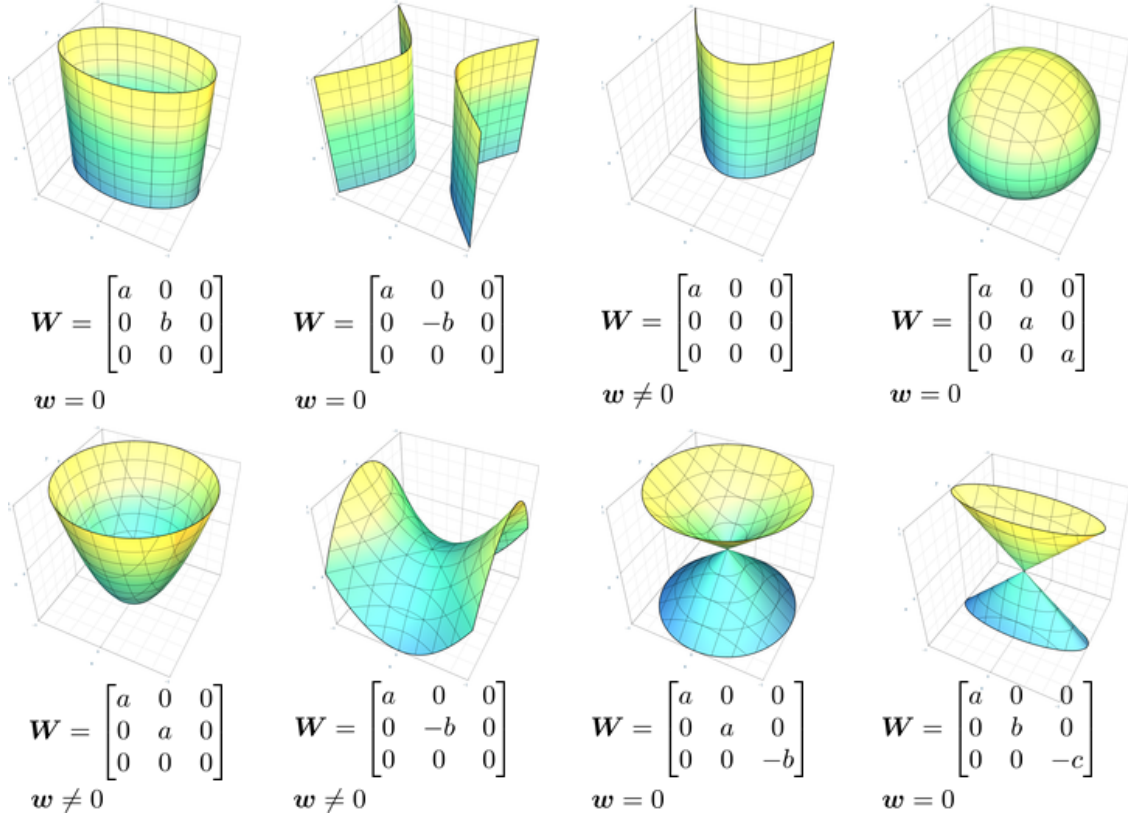 W = [a 0 0; 0 b 0; 0 0 0]
w = 0
W = [a 0 0; 0 −b 0; 0 0 0]
w = 0
W = [a 0 0; 0 0 0; 0 0 0]
w ≠ 0
W = [a 0 0; 0 a 0; 0 0 a]
w = 0
W = [a 0 0; 0 a 0; 0 0 0]
w ≠ 0
W = [a 0 0; 0 −b 0; 0 0 0]
w ≠ 0
W = [a 0 0; 0 a 0; 0 0 −b]
w = 0
W = [a 0 0; 0 b 0; 0 0 −c]
w = 0